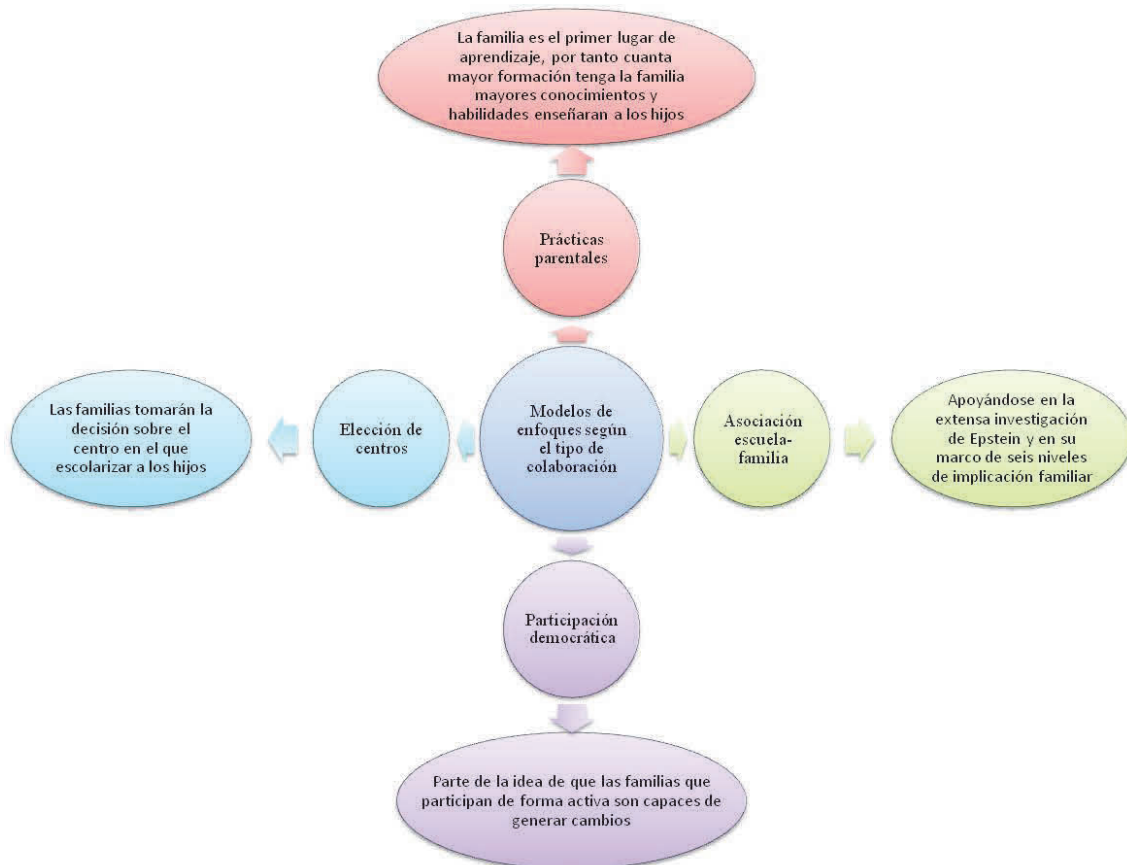 La familia es el primer lugar de
aprendizaje, por tanto cuanta
mayor formación tenga la familia
mayores conocimientos y
habilidades enseñaran a los hijos
Prácticas
parentales
Las familias tomarán la
decisión sobre el
centro en el que
escolarizar a los hijos
Elección de
centros
Modelos de
enfoques según
el tipo de
colaboración
Asociación
escuela-
familia
Apoyándose en la
extensa investigación
de Epstein y en su
marco de seis niveles
de implicación familiar
Participación
democrática
Parte de la idea de que las familias que
participan de forma activa son capaces de
generar cambios